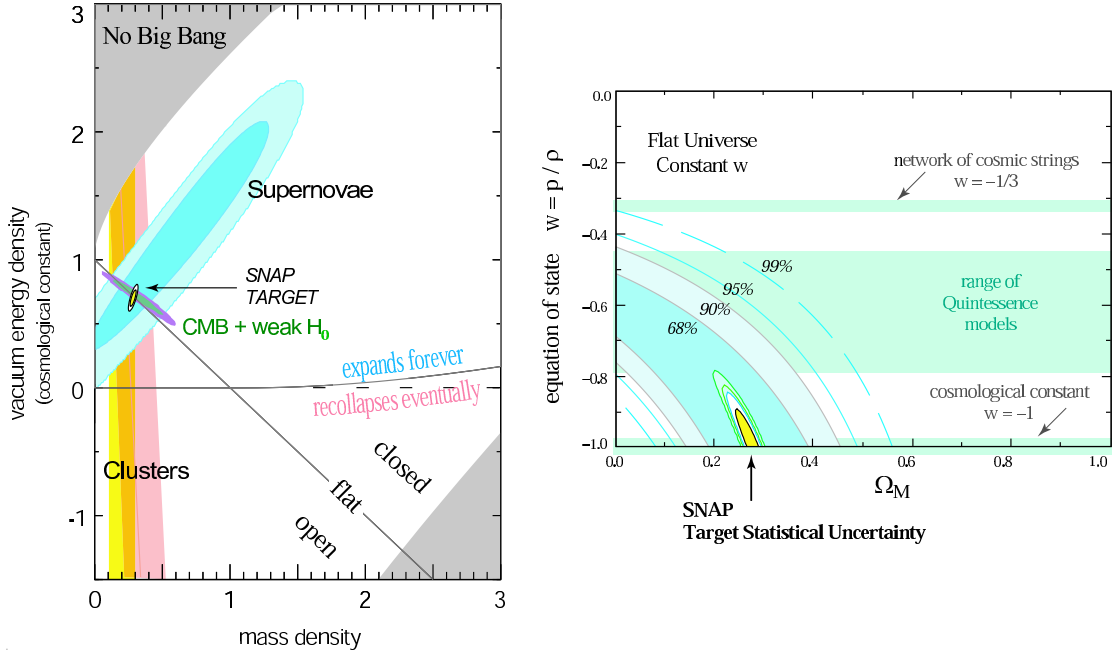 3
2
1
0
-1
0
1
2
3
No Big Bang
Supernovae
SNAP
TARGET
CMB + weak H0
expands forever
recollapses eventually
Clusters
closed
flat
open
vacuum energy density
(cosmological constant)
mass density
0.0
−0.2
−0.4
−0.6
−0.8
−1.0
0.0
0.2
0.4
0.6
0.8
1.0
Flat Universe
Constant w
network of cosmic strings
w = −1/3
99%
95%
90%
68%
range of
Quintessence
models
cosmological constant
w = −1
equation of state w = p / ρ
ΩM
SNAP
Target Statistical Uncertainty